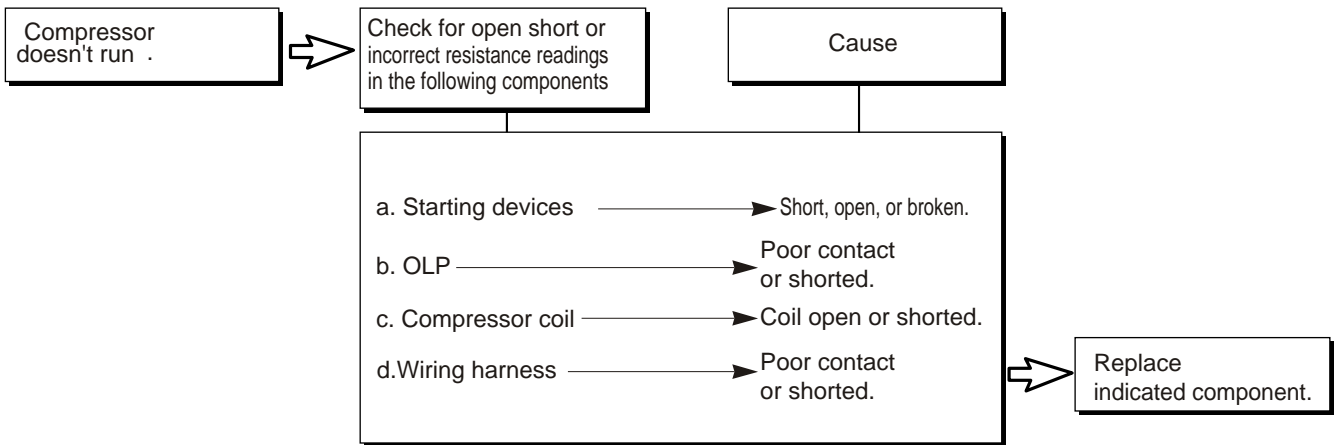 Compressor
doesn't run .
Check for open short or
incorrect resistance readings
in the following components
Cause
a. Starting devices
Short, open, or broken.
b. OLP
Poor contact
or shorted.
c. Compressor coil
Coil open or shorted.
d.Wiring harness
Poor contact
or shorted.
Replace
indicated component.